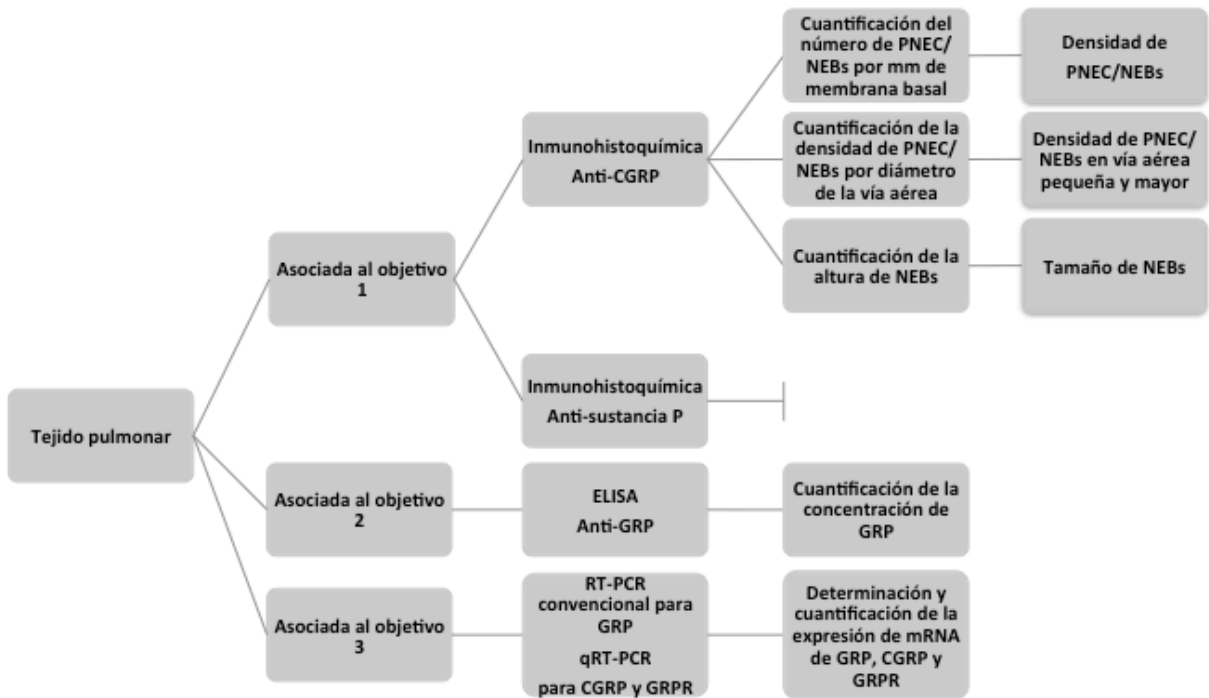 Tejido pulmonar
Asociada al objetivo
1
Inmunohistoquímica
Anti-CGRP
Cuantificación del
número de PNEC/
NEBs por mm de
membrana basal
Densidad de
PNEC/NEBs
Cuantificación de la
densidad de PNEC/
NEBs por diámetro
de la vía aérea
Densidad de PNEC/
NEBs en vía aérea
pequeña y mayor
Cuantificación de la
altura de NEBs
Tamaño de NEBs
Inmunohistoquímica
Anti-sustancia P
Asociada al objetivo
2
ELISA
Anti-GRP
Cuantificación de la
concentración de
GRP
Asociada al objetivo
3
RT-PCR
convencional para
GRP
qRT-PCR
para CGRP y GRPR
Determinación y
cuantificación de la
expresión de mRNA
de GRP, CGRP y
GRPR